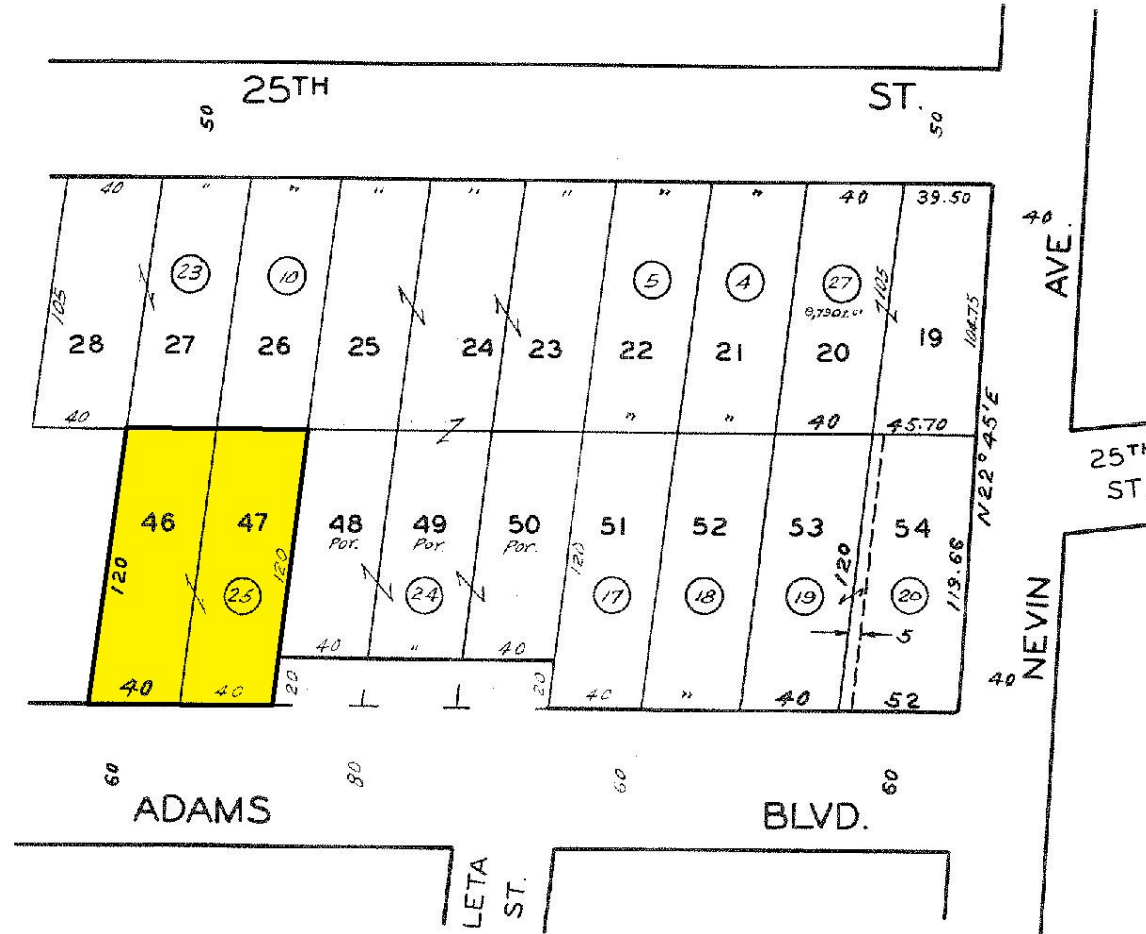 25TH ST.
50 50
40 " " " " " " " 40 39.50
40
AVE.
23 10 5 4 27
105 105 104.75
28 27 26 25 24 23 22 21 20 19
40 " " 40 45.70
N22°45'E
25TH
ST
46 47 48 49 50 51 52 53 54
Por. Por. Por.
120 120 120 120 119.66
25 24 17 18 19 20
5
NEVIN
40 " 40
40 40 20 20 40 " 40 52
40
60 80 60 60
ADAMS BLVD.
LETA
ST.